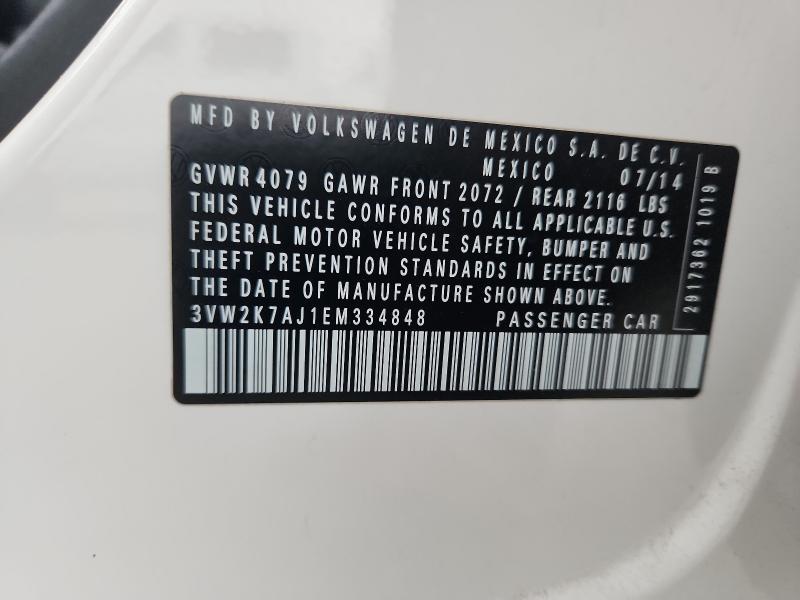 MFD BY VOLKSWAGEN DE MEXICO S.A. DE C.V.
MEXICO 07/14
GVWR 4079 GAWR FRONT 2072 / REAR 2116 LBS
THIS VEHICLE CONFORMS TO ALL APPLICABLE U.S.
FEDERAL MOTOR VEHICLE SAFETY, BUMPER AND
THEFT PREVENTION STANDARDS IN EFFECT ON
THE DATE OF MANUFACTURE SHOWN ABOVE.
3VW2K7AJ1EM334848 PASSENGER CAR
2917362 1019 B